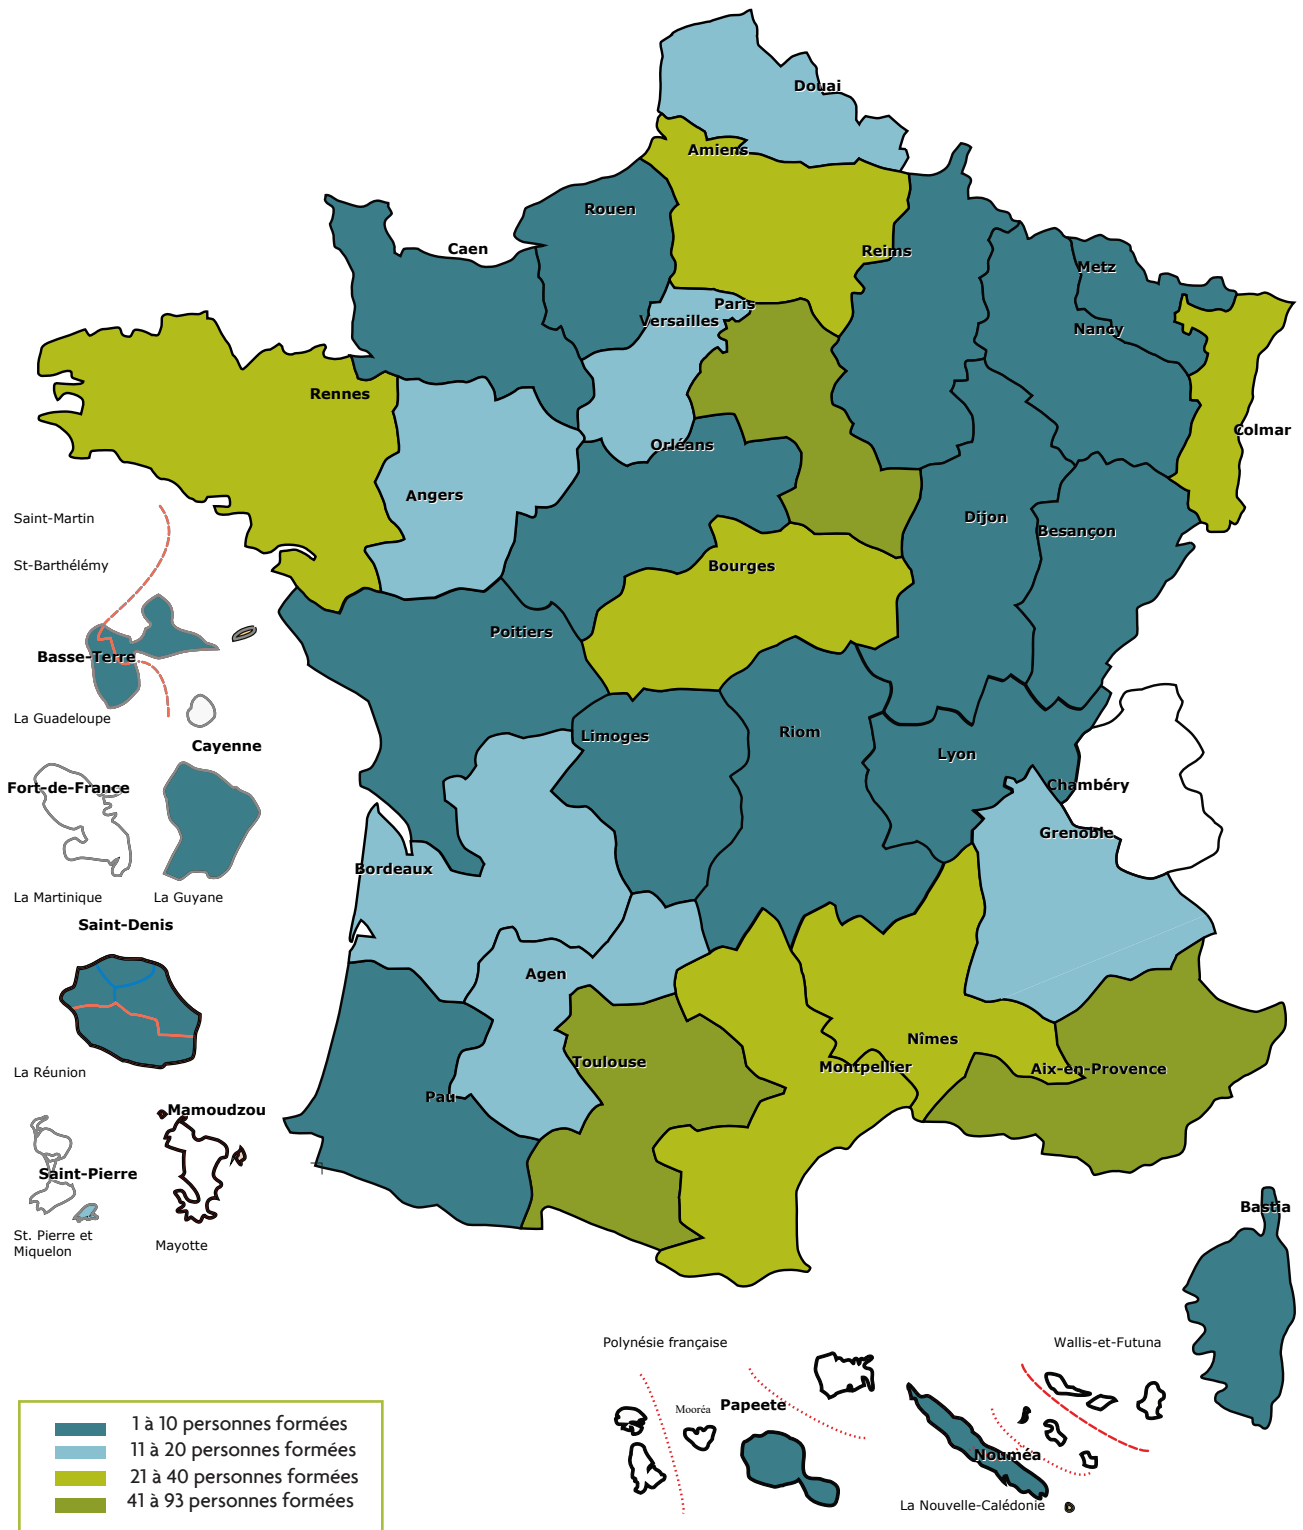 Douai
Amiens
Rouen
Caen
Reims
Metz
Paris
Versailles
Nancy
Rennes
Colmar
Orléans
Angers
Saint-Martin
Dijon
Besançon
St-Barthélémy
Bourges
Poitiers
Basse-Terre
La Guadeloupe
Limoges
Riom
Lyon
Cayenne
Chambéry
Fort-de-France
Grenoble
Bordeaux
La Martinique
La Guyane
Saint-Denis
Agen
Nîmes
Toulouse
Montpellier
Aix-en-Provence
La Réunion
Pau
Mamoudzou
Saint-Pierre
Bastia
St. Pierre et
Miquelon
Mayotte
Polynésie française
Wallis-et-Futuna
Mooréa
Papeete
Nouméa
La Nouvelle-Calédonie
1 à 10 personnes formées
11 à 20 personnes formées
21 à 40 personnes formées
41 à 93 personnes formées